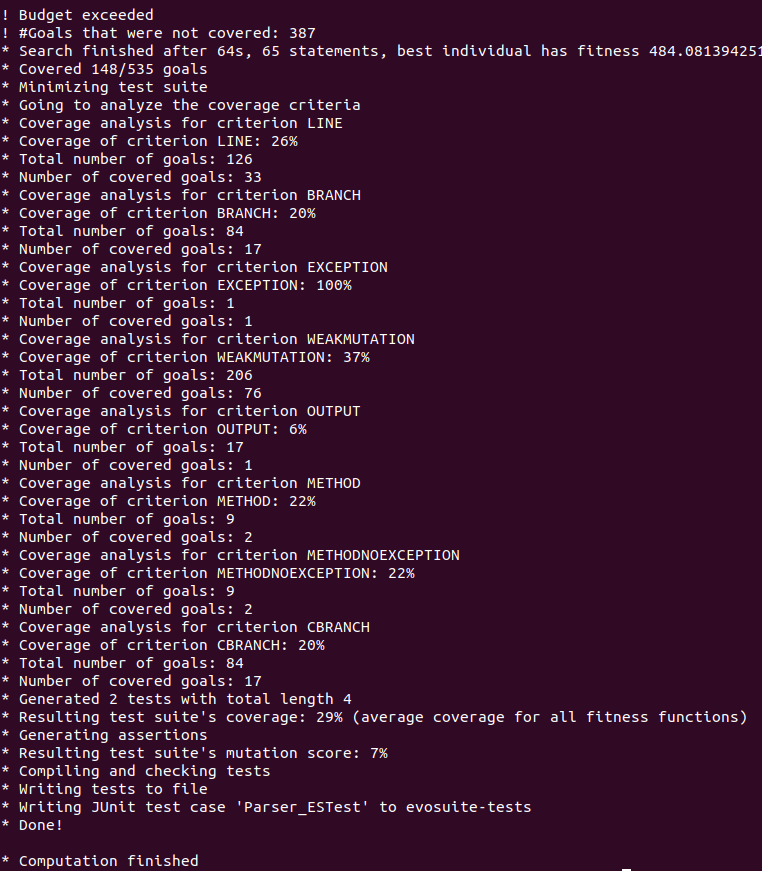 ! Budget exceeded
! #Goals that were not covered: 387
* Search finished after 64s, 65 statements, best individual has fitness 484.081394251
* Covered 148/535 goals
* Minimizing test suite
* Going to analyze the coverage criteria
* Coverage analysis for criterion LINE
* Coverage of criterion LINE: 26%
* Total number of goals: 126
* Number of covered goals: 33
* Coverage analysis for criterion BRANCH
* Coverage of criterion BRANCH: 20%
* Total number of goals: 84
* Number of covered goals: 17
* Coverage analysis for criterion EXCEPTION
* Coverage of criterion EXCEPTION: 100%
* Total number of goals: 1
* Number of covered goals: 1
* Coverage analysis for criterion WEAKMUTATION
* Coverage of criterion WEAKMUTATION: 37%
* Total number of goals: 206
* Number of covered goals: 76
* Coverage analysis for criterion OUTPUT
* Coverage of criterion OUTPUT: 6%
* Total number of goals: 17
* Number of covered goals: 1
* Coverage analysis for criterion METHOD
* Coverage of criterion METHOD: 22%
* Total number of goals: 9
* Number of covered goals: 2
* Coverage analysis for criterion METHODNOEXCEPTION
* Coverage of criterion METHODNOEXCEPTION: 22%
* Total number of goals: 9
* Number of covered goals: 2
* Coverage analysis for criterion CBRANCH
* Coverage of criterion CBRANCH: 20%
* Total number of goals: 84
* Number of covered goals: 17
* Generated 2 tests with total length 4
* Resulting test suite's coverage: 29% (average coverage for all fitness functions)
* Generating assertions
* Resulting test suite's mutation score: 7%
* Compiling and checking tests
* Writing tests to file
* Writing JUnit test case 'Parser_ESTest' to evosuite-tests
* Done!
* Computation finished